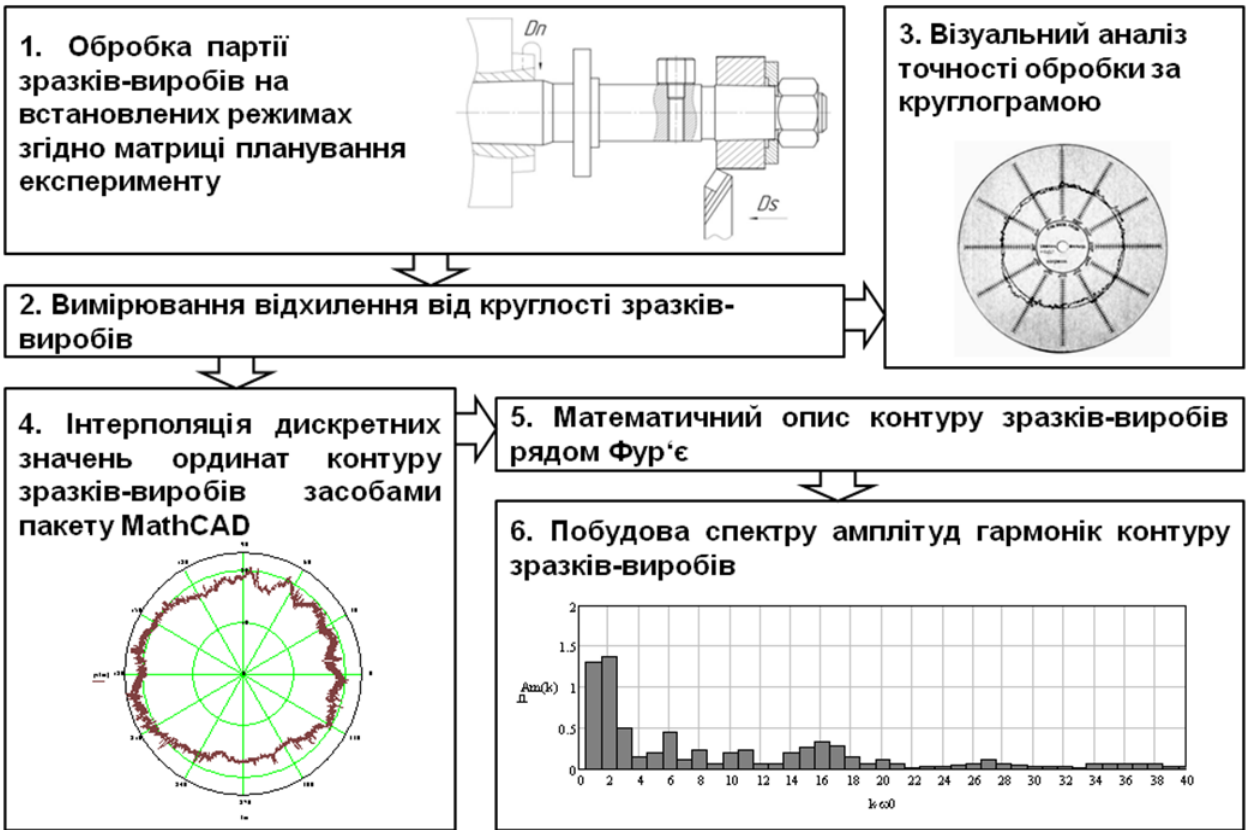 1. Обробка партії
зразків-виробів на
встановлених режимах
згідно матриці планування
експерименту
Dп
Ds
3. Візуальний аналіз
точності обробки за
круглограмою
2. Вимірювання відхилення від круглості зразків-
виробів
4. Інтерполяція дискретних
значень ординат контуру
зразків-виробів засобами
пакету MathCAD
5. Математичний опис контуру зразків-виробів
рядом Фур‘є
6. Побудова спектру амплітуд гармонік контуру
зразків-виробів
2
1.5
1
0.5
0
Am(k)
0 2 4 6 8 10 12 14 16 18 20 22 24 26 28 30 32 34 36 38 40
k·ω0